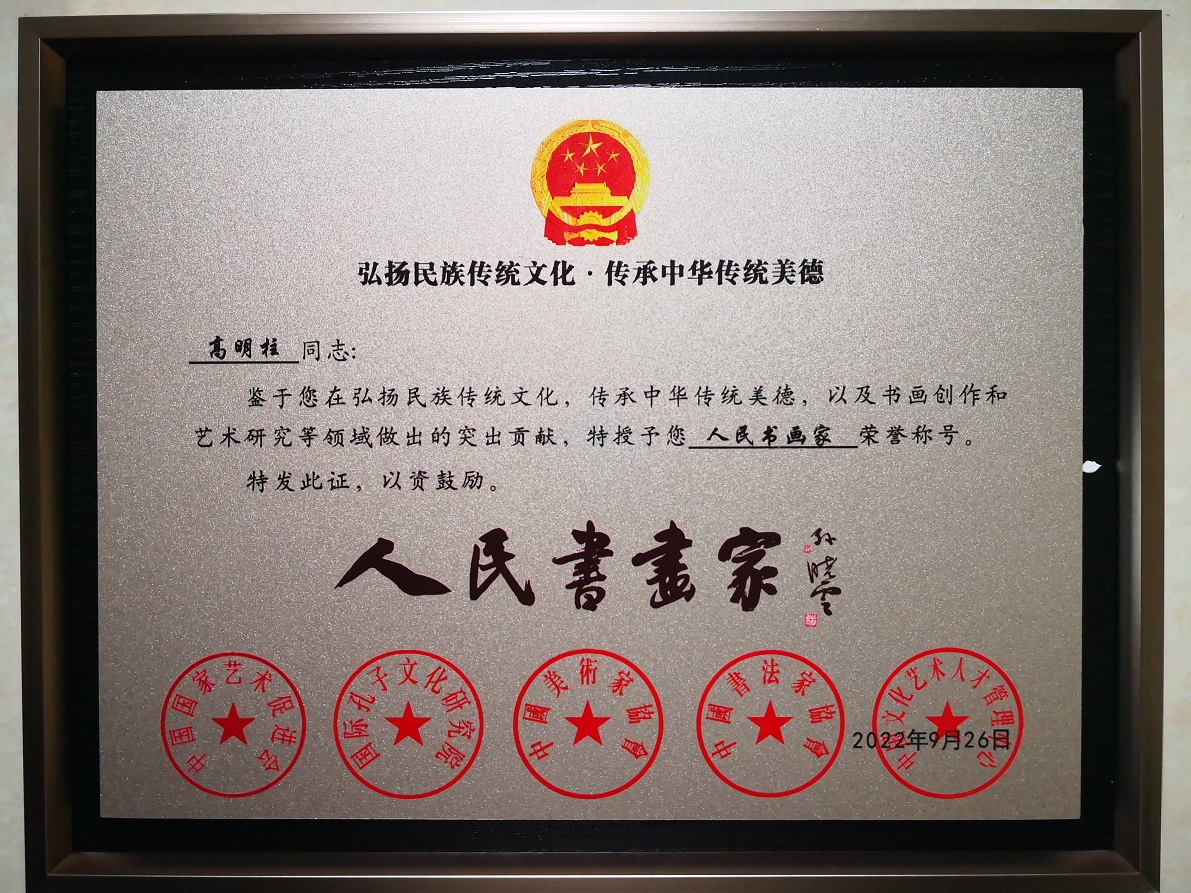 弘扬民族传统文化·传承中华传统美德
高明柱同志:
鉴于您在弘扬民族传统文化，传承中华传统美德，以及书画创作和
艺术研究等领域做出的突出贡献，特授予您人民书画家荣誉称号。
特发此证，以资鼓励。
人民書畫家
孙晓雲
中国国家艺术促进会
国际孔子文化研究院
中國美術家協會
中國書法家協會
文化艺术人才管理中心
2022年9月26日